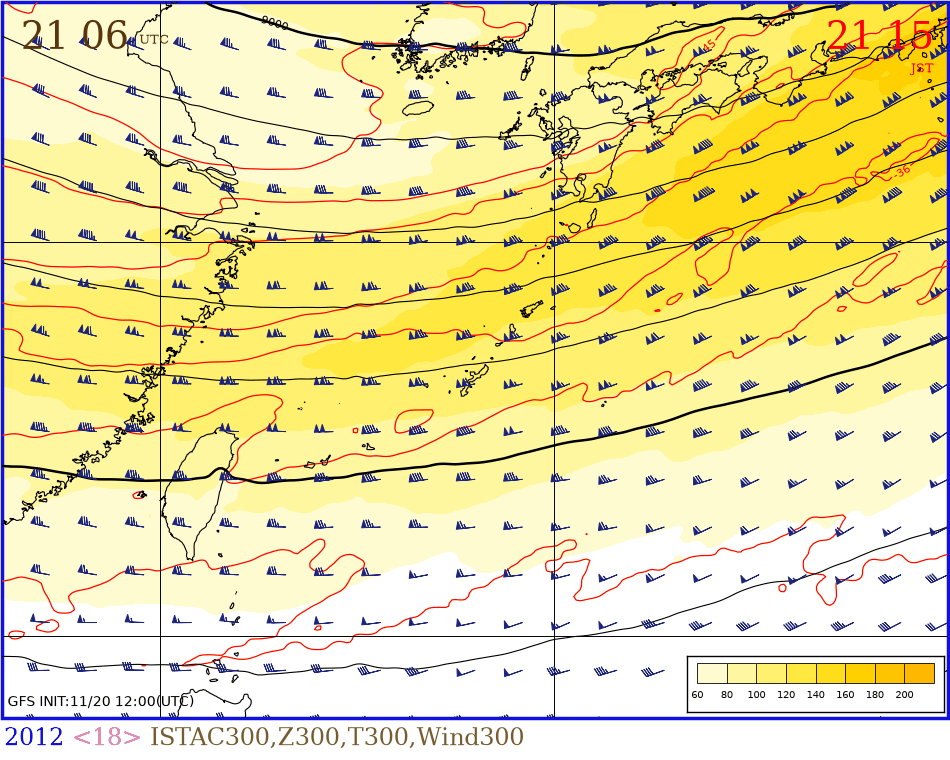 9000
21 06 UTC
21 15 JST
-45
-36
GFS INIT:11/20 12:00(UTC)
60 80 100 120 140 160 180 200
2012 <18> ISTAC300,Z300,T300,Wind300